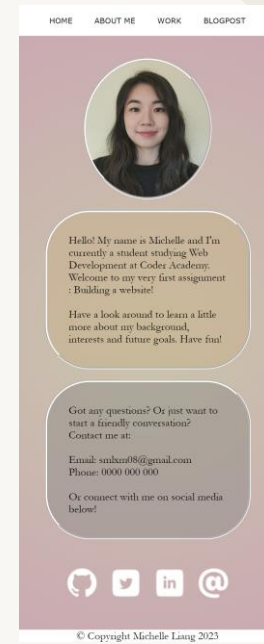 HOME ABOUT ME WORK BLOGPOST
Hello! My name is Michelle and I'm
currently a student studying Web
Development at Coder Academy.
Welcome to my very first assignment
: Building a website!
Have a look around to learn a little
more about my background,
interests and future goals. Have fun!
Got any questions? Or just want to
start a friendly conversation?
Contact me at:
Email: smlxm08@gmail.com
Phone: 0000 000 000
Or connect with me on social media
below!
in @
© Copyright Michelle Liang 2023